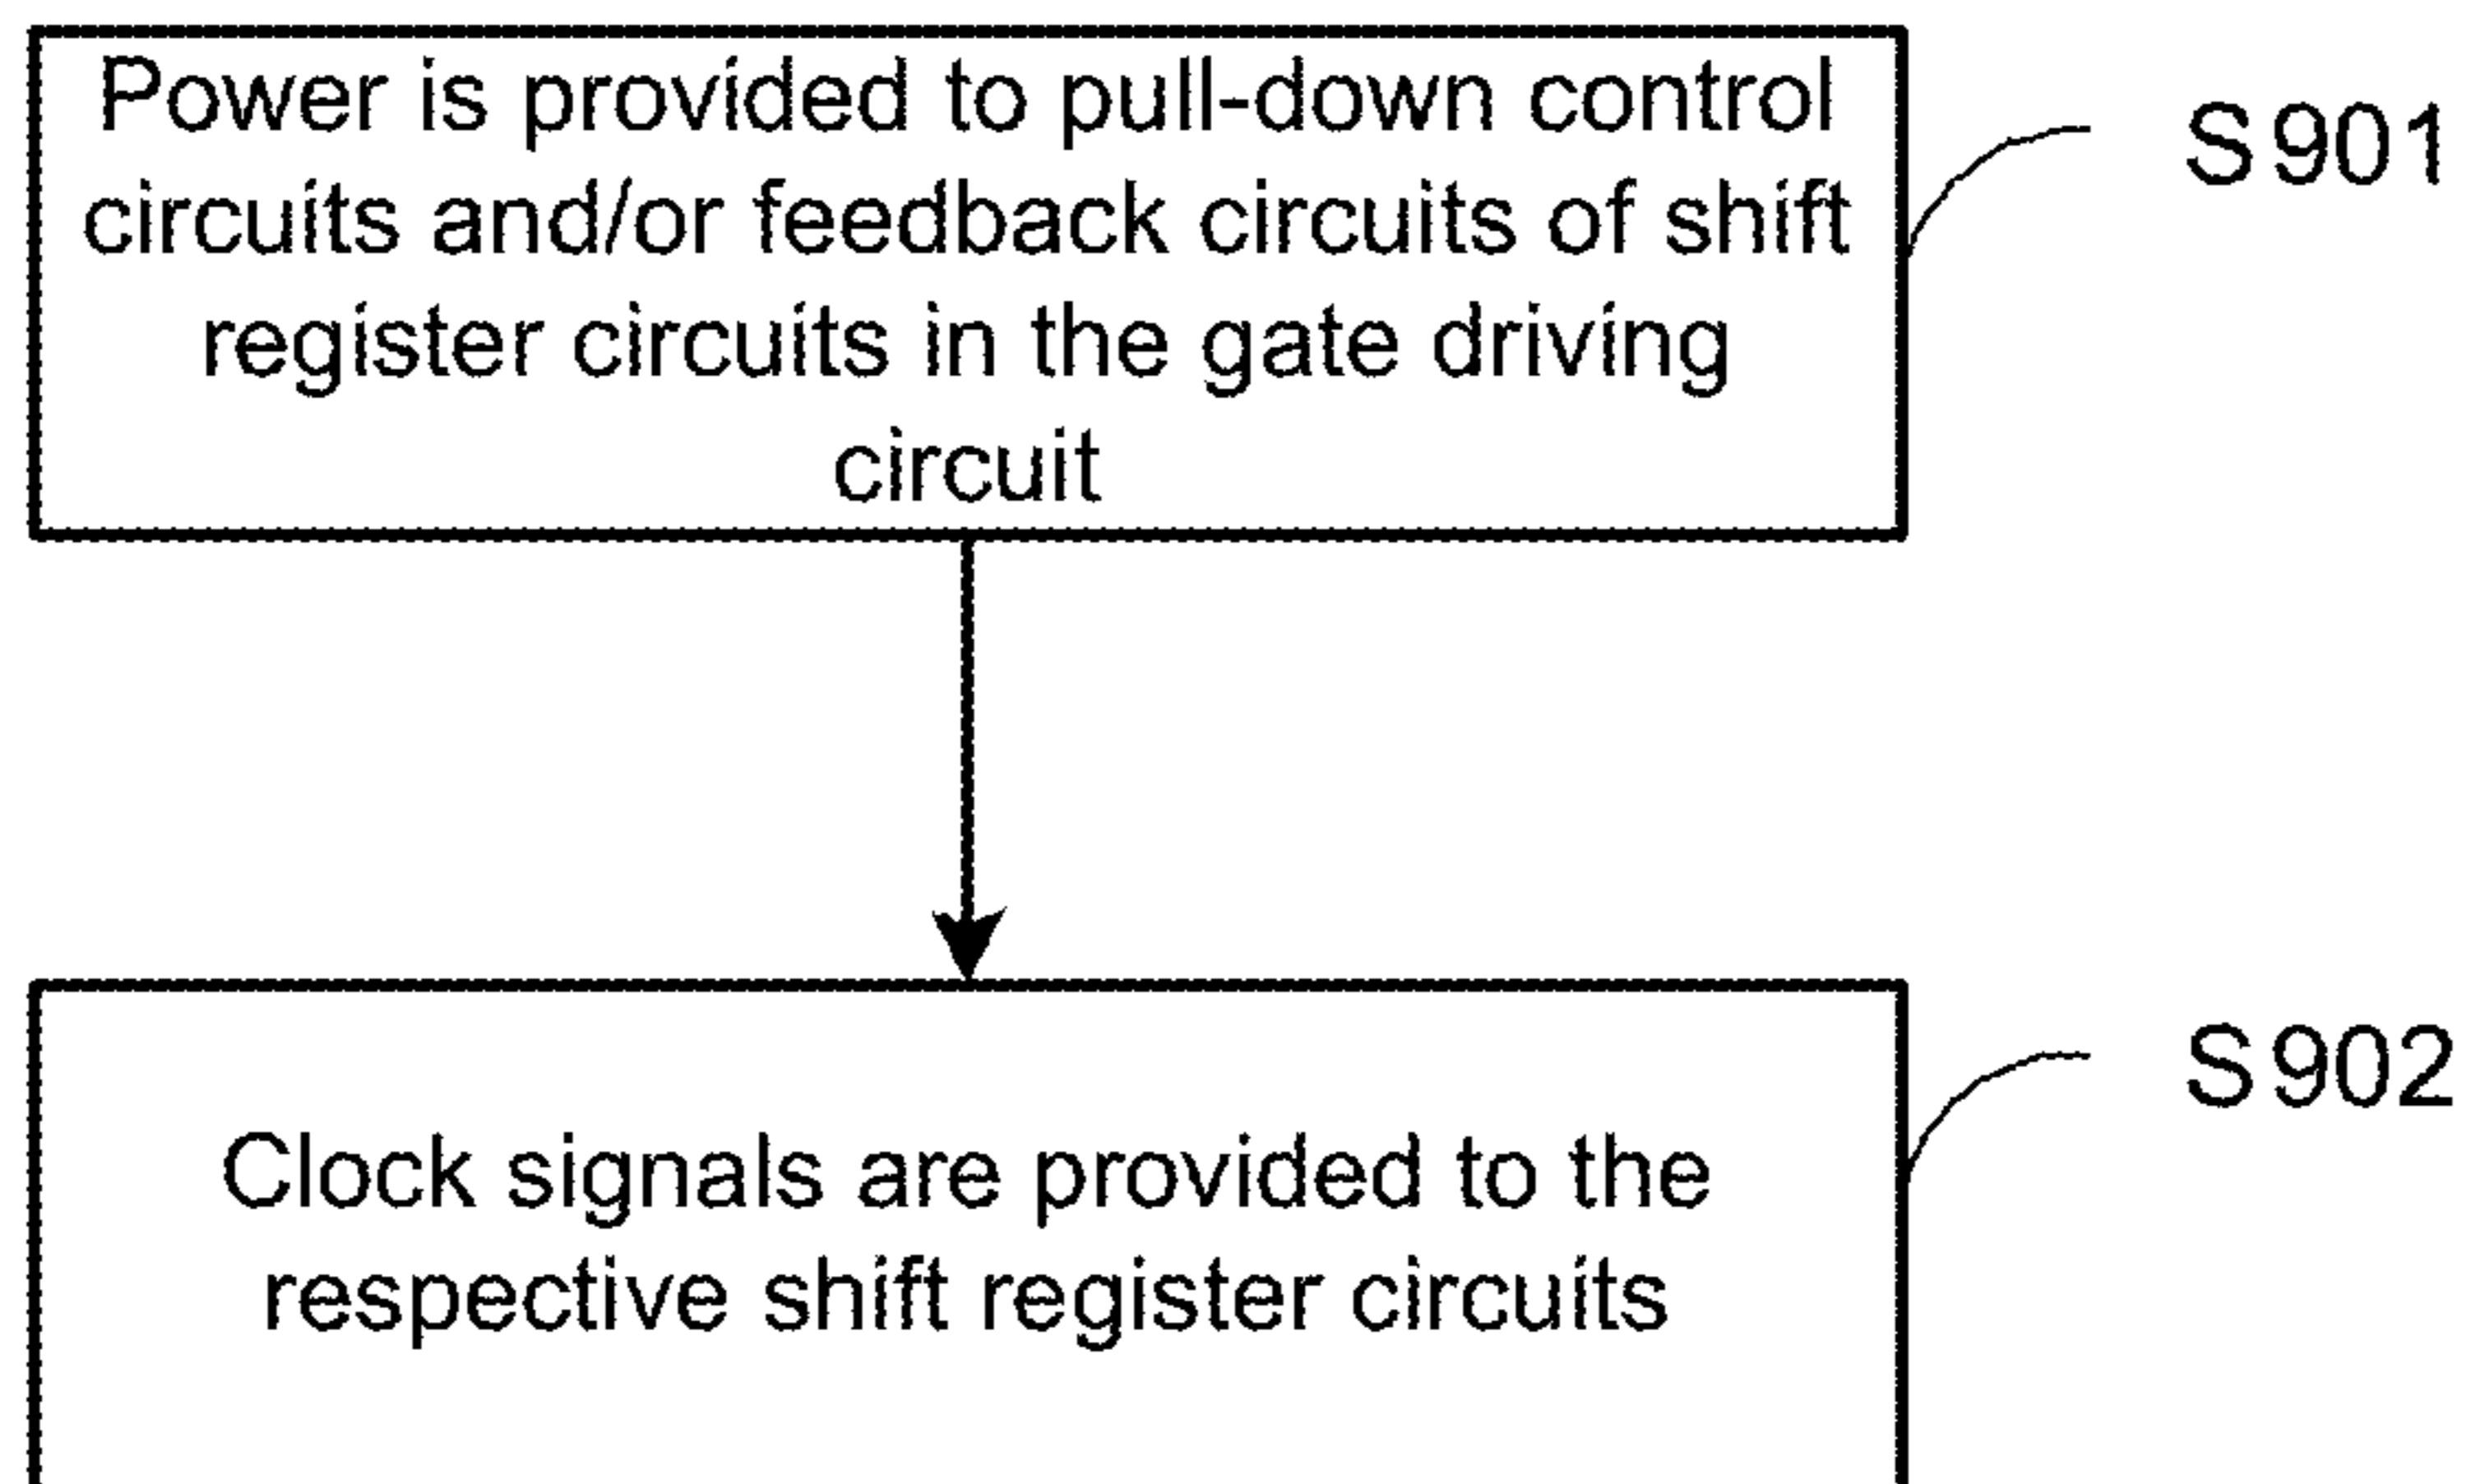 Power is provided to pull-down control
circuits and/or feedback circuits of shift
register circuits in the gate driving
circuit
S901
Clock signals are provided to the
respective shift register circuits
S902